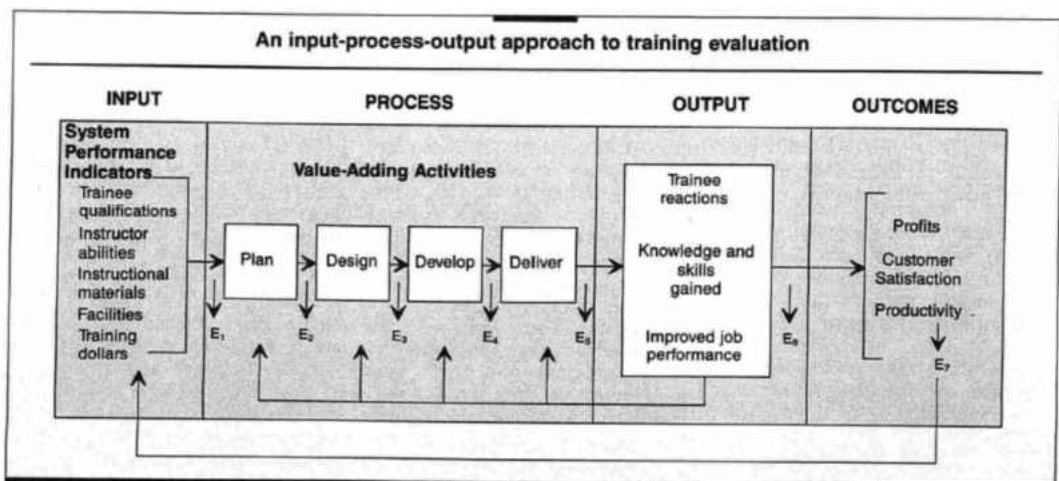 An input-process-output approach to training evaluation
INPUT
PROCESS
OUTPUT
OUTCOMES
System
Performance
Indicators
Trainee
qualifications
Instructor
abilities
Instructional
materials
Facilities
Training
dollars
Value-Adding Activities
Plan
Design
Develop
Deliver
E1
E2
E3
E4
E5
Trainee
reactions
Knowledge and
skills
gained
Improved job
performance
E6
Profits
Customer
Satisfaction
Productivity
E7